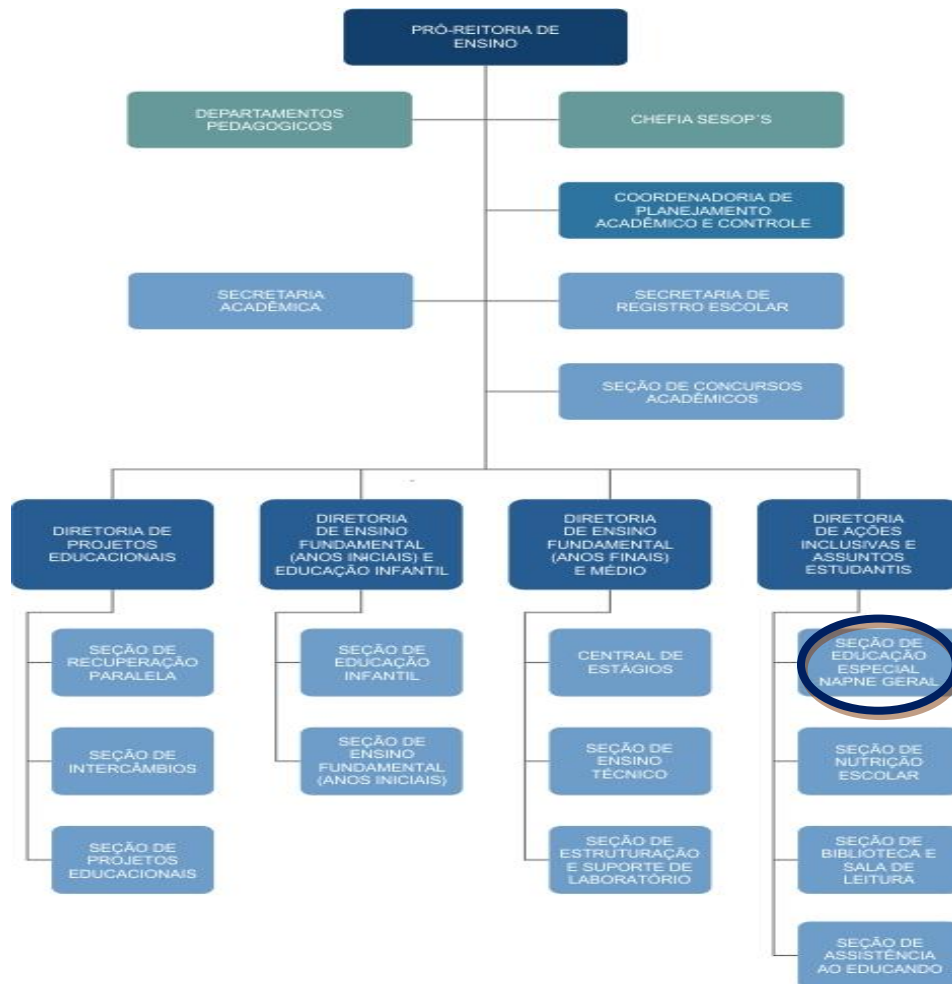 PRÓ-REITORIA DE
ENSINO
DEPARTAMENTOS
PEDAGOGICOS
CHEFIA SESOP´S
COORDENADORIA DE
PLANEJAMENTO
ACADÊMICO E CONTROLE
SECRETARIA
ACADÊMICA
SECRETARIA DE
REGISTRO ESCOLAR
SEÇÃO DE CONCURSOS
ACADÊMICOS
DIRETORIA DE
PROJETOS
EDUCACIONAIS
SEÇÃO DE
RECUPERAÇÃO
PARALELA
SEÇÃO DE
INTERCÂMBIOS
SEÇÃO DE
PROJETOS
EDUCACIONAIS
DIRETORIA
DE ENSINO
FUNDAMENTAL
(ANOS INICIAIS) E
EDUCAÇÃO INFANTIL
SEÇÃO DE
EDUCAÇÃO
INFANTIL
SEÇÃO DE
ENSINO
FUNDAMENTAL
(ANOS INICIAIS)
DIRETORIA
DE ENSINO
FUNDAMENTAL
(ANOS FINAIS)
E MÉDIO
CENTRAL DE
ESTÁGIOS
SEÇÃO DE
ENSINO
TÉCNICO
SEÇÃO DE
ESTRUTURAÇÃO
E SUPORTE DE
LABORATÓRIO
DIRETORIA
DE AÇÕES
INCLUSIVAS E
ASSUNTOS
ESTUDANTIS
SEÇÃO DE
EDUCAÇÃO
ESPECIAL
NAPNE GERAL
SEÇÃO DE
NUTRIÇÃO
ESCOLAR
SEÇÃO DE
BIBLIOTECA E
SALA DE
LEITURA
SEÇÃO DE
ASSISTÊNCIA
AO EDUCANDO